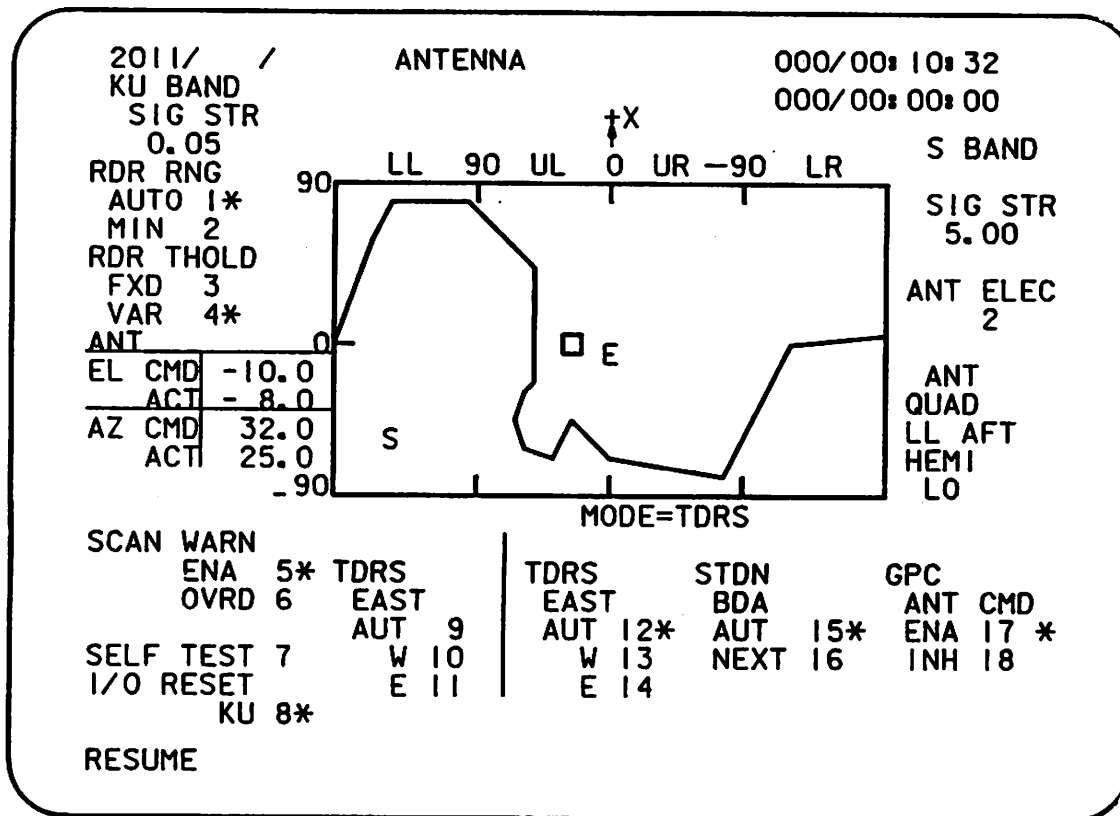 2011/ / ANTENNA 000/00:10:32
KU BAND 000/00:00:00
SIG STR +X
0.05 S BAND
RDR RNG 90 LL 90 UL 0 UR -90 LR
AUTO 1* SIG STR
MIN 2 5.00
RDR THOLD
FXD 3 ANT ELEC
VAR 4* 2
ANT 0 E
EL CMD -10.0 ANT
ACT - 8.0 QUAD
AZ CMD 32.0 S LL AFT
ACT 25.0 HEMI
-90 LO
MODE=TDRS
SCAN WARN
ENA 5* TDRS TDRS STDN GPC
OVRD 6 EAST EAST BDA ANT CMD
AUT 9 AUT 12* AUT 15* ENA 17 *
SELF TEST 7 W 10 W 13 NEXT 16 INH 18
I/O RESET E 11 E 14
KU 8*
RESUME